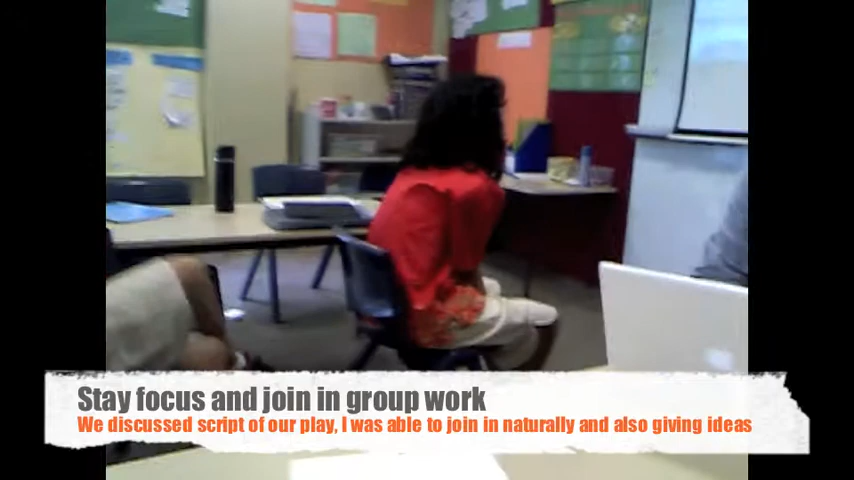 Stay focus and join in group work
We discussed script of our play, I was able to join in naturally and also giving ideas